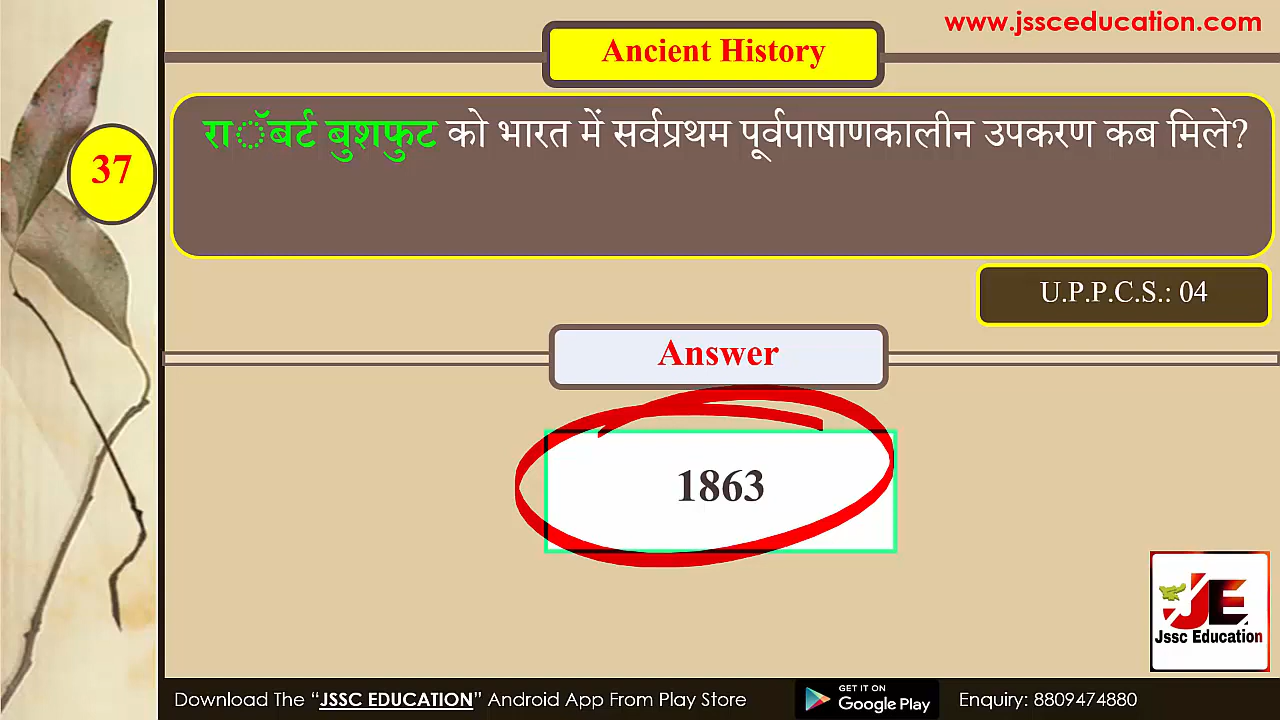 www.jssceducation.com
Ancient History
37
राॅबर्ट बुशफुट को भारत में सर्वप्रथम पूर्वपाषाणकालीन उपकरण कब मिले?
U.P.P.C.S.: 04
Answer
1863
JE
Jssc Education
Download The “JSSC EDUCATION” Android App From Play Store
GET IT ON
Google Play
Enquiry: 8809474880